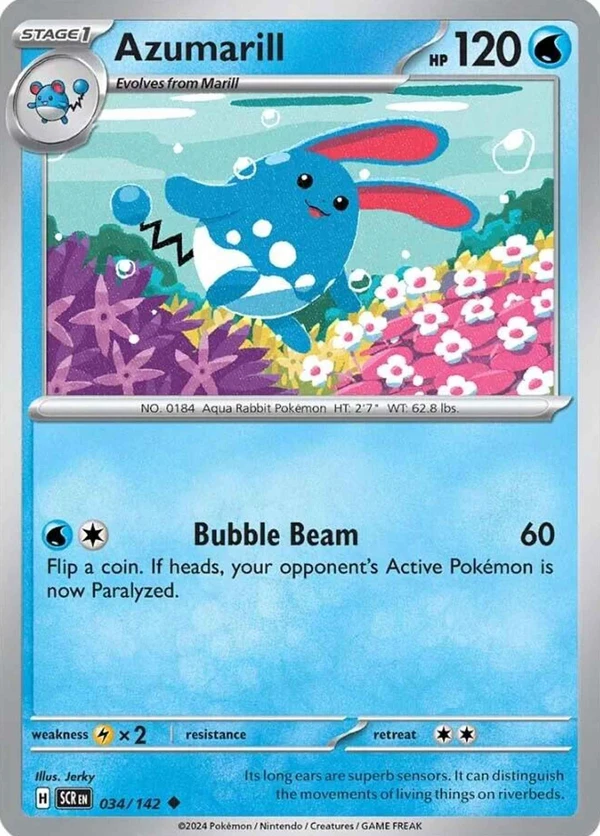 STAGE1
Azumarill
HP 120
Evolves from Marill
NO. 0184 Aqua Rabbit Pokémon HT: 2'7" WT: 62.8 lbs.
Bubble Beam 60
Flip a coin. If heads, your opponent's Active Pokémon is
now Paralyzed.
weakness ×2 resistance retreat
Illus. Jerky
Its long ears are superb sensors. It can distinguish
the movements of living things on riverbeds.
H SCR EN 034/142
©2024 Pokémon / Nintendo / Creatures / GAME FREAK